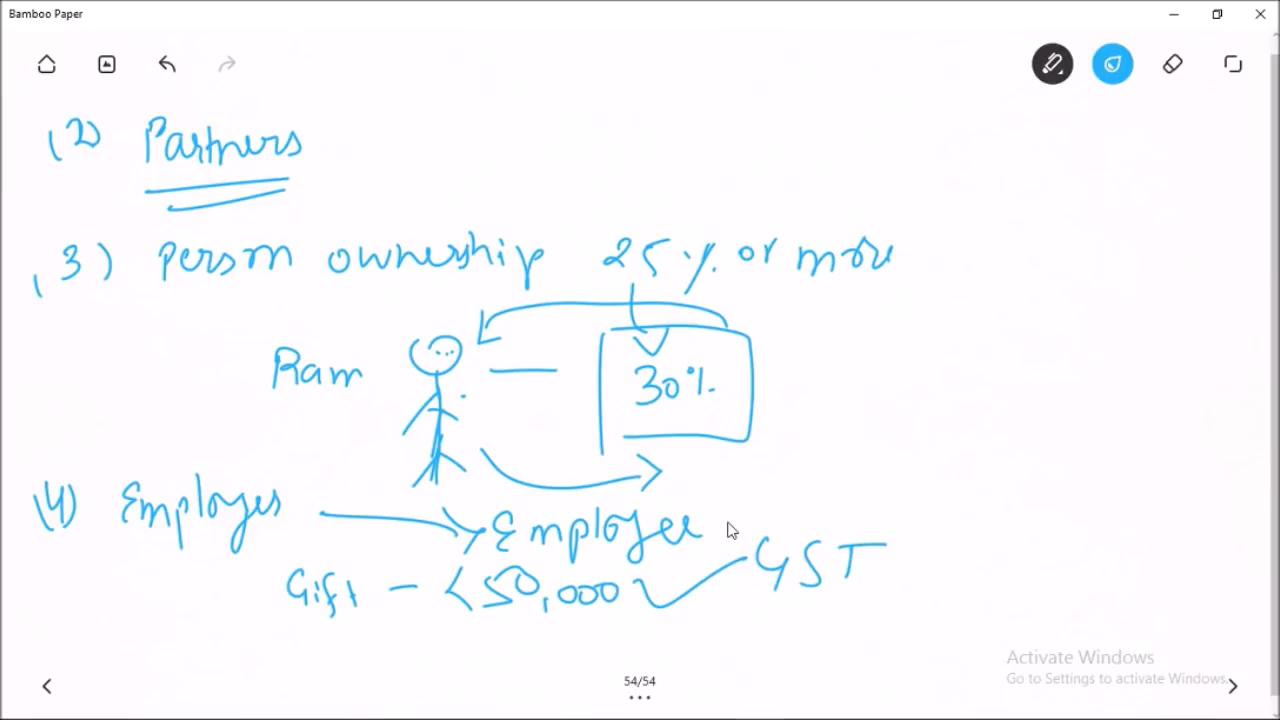 Bamboo Paper
(2) Partners
(3) Person ownership 25% or more
Ram
30%
(4) Employes Employee
Gift - <50,000 GST
Activate Windows
Go to Settings to activate Windows.
54/54